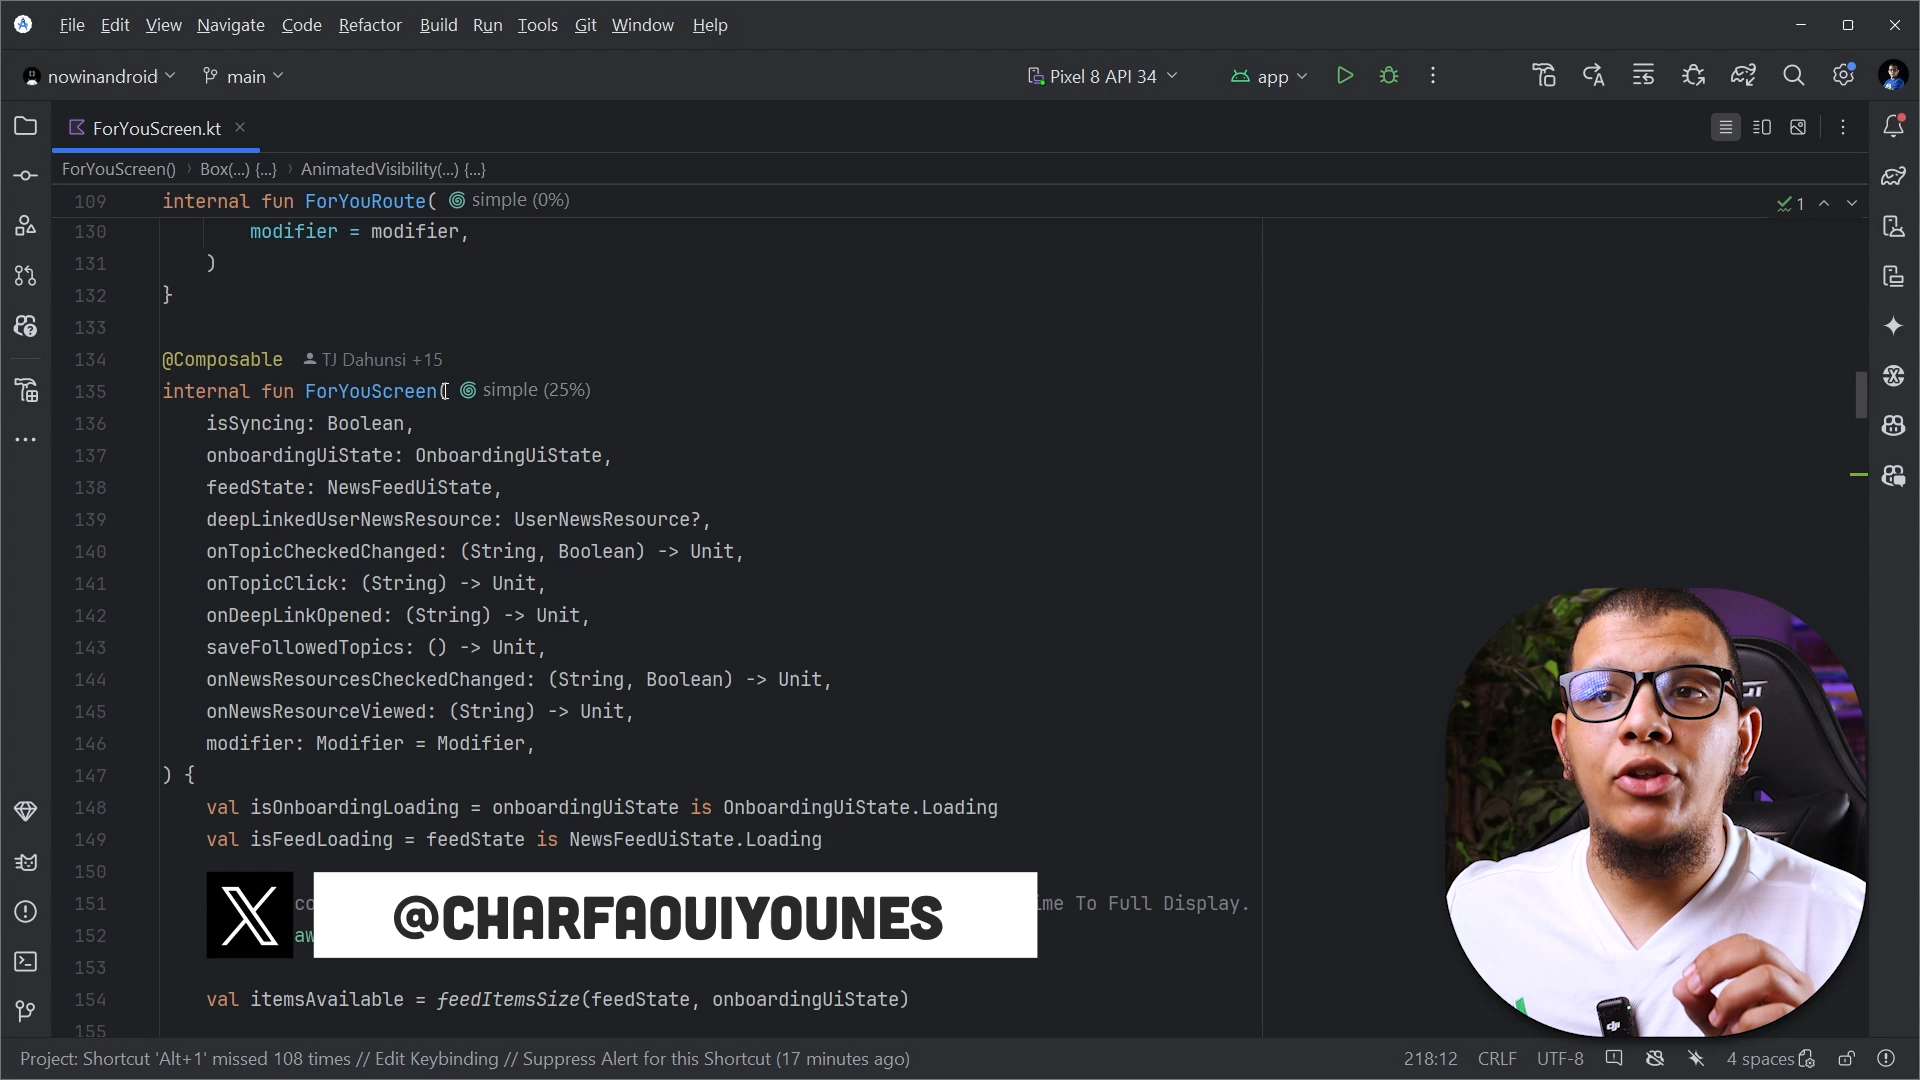 File Edit View Navigate Code Refactor Build Run Tools Git Window Help
nowinandroid main Pixel 8 API 34 app
ForYouScreen.kt
ForYouScreen() Box(...) {...} AnimatedVisibility(...) {...}
109 internal fun ForYouRoute( simple (0%)
1
130 modifier = modifier,
131 )
132 }
133
134 @Composable TJ Dahunsi +15
135 internal fun ForYouScreen( simple (25%)
136 isSyncing: Boolean,
137 onboardingUiState: OnboardingUiState,
138 feedState: NewsFeedUiState,
139 deepLinkedUserNewsResource: UserNewsResource?,
140 onTopicCheckedChanged: (String, Boolean) -> Unit,
141 onTopicClick: (String) -> Unit,
142 onDeepLinkOpened: (String) -> Unit,
143 saveFollowedTopics: () -> Unit,
144 onNewsResourcesCheckedChanged: (String, Boolean) -> Unit,
145 onNewsResourceViewed: (String) -> Unit,
146 modifier: Modifier = Modifier,
147 ) {
148 val isOnboardingLoading = onboardingUiState is OnboardingUiState.Loading
149 val isFeedLoading = feedState is NewsFeedUiState.Loading
150
151 To Full Display.
@CHARFAOUIYOUNES
152
153
154 val itemsAvailable = feedItemsSize(feedState, onboardingUiState)
155
dji
Project: Shortcut 'Alt+1' missed 108 times // Edit Keybinding // Suppress Alert for this Shortcut (17 minutes ago) 218:12 CRLF UTF-8 4 spaces